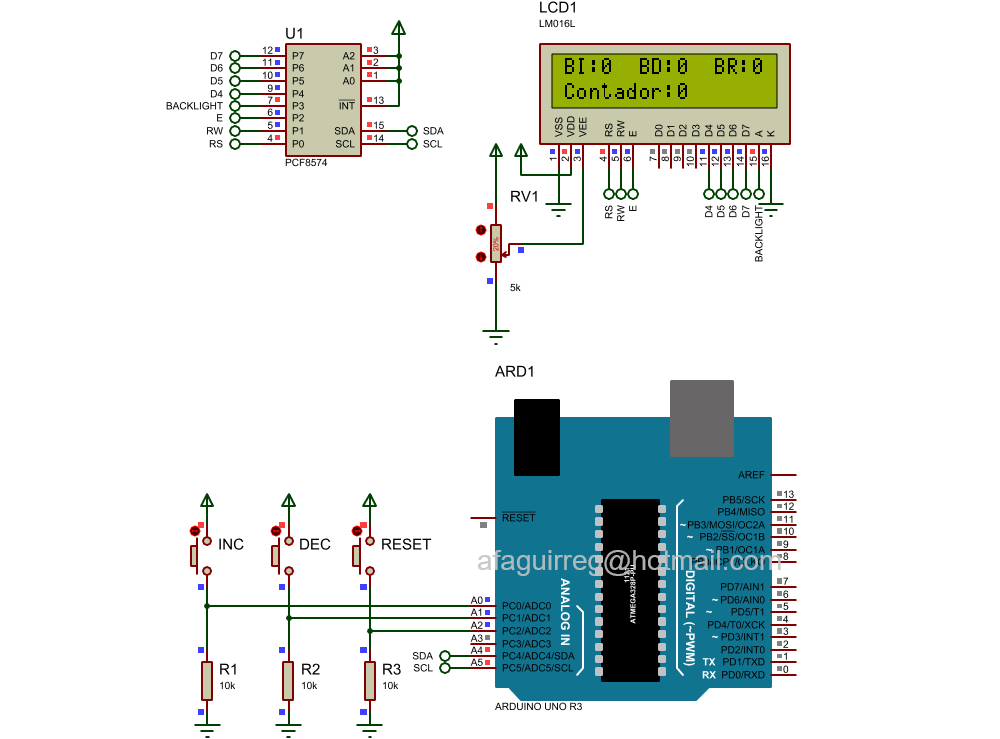 LCD1
LM016L
BI:0 BD:0 BR:0
Contador:0
VSS VDD VEE RS RW E D0 D1 D2 D3 D4 D5 D6 D7 A K
1 2 3 4 5 6 7 8 9 10 11 12 13 14 15 16
RS RW E D4 D5 D6 D7 BACKLIGHT
U1
D7 12 P7 A2 3
D6 11 P6 A1 2
D5 10 P5 A0 1
D4 9 P4
BACKLIGHT 7 P3 INT 13
E 6 P2
RW 5 P1 SDA 15 SDA
RS 4 P0 SCL 14 SCL
PCF8574
RV1
20%
5k
ARD1
AREF
RESET
PB5/SCK 13
PB4/MISO 12
~PB3/MOSI/OC2A 11
~ PB2/SS/OC1B 10
~ PB1/OC1A 9
8
afaguirreg@hotmail.com
PD7/AIN1 7
~ PD6/AIN0 6
~ PD5/T1 5
PD4/T0/XCK 4
~ PD3/INT1 3
PD2/INT0 2
TX PD1/TXD 1
RX PD0/RXD 0
DIGITAL (~PWM)
ANALOG IN
ATMEGA328P-PU
INC
DEC
RESET
A0 PC0/ADC0
A1 PC1/ADC1
A2 PC2/ADC2
A3 PC3/ADC3
SDA A4 PC4/ADC4/SDA
SCL A5 PC5/ADC5/SCL
R1
10k
R2
10k
R3
10k
ARDUINO UNO R3